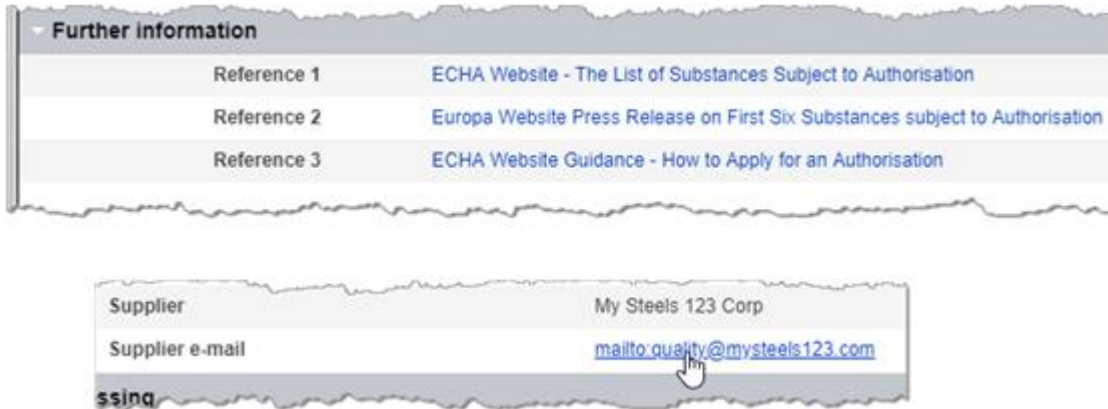 Further information
Reference 1 ECHA Website - The List of Substances Subject to Authorisation
Reference 2 Europa Website Press Release on First Six Substances subject to Authorisation
Reference 3 ECHA Website Guidance - How to Apply for an Authorisation
Supplier My Steels 123 Corp
Supplier e-mail mailto:quality@mysteels123.com
ssing